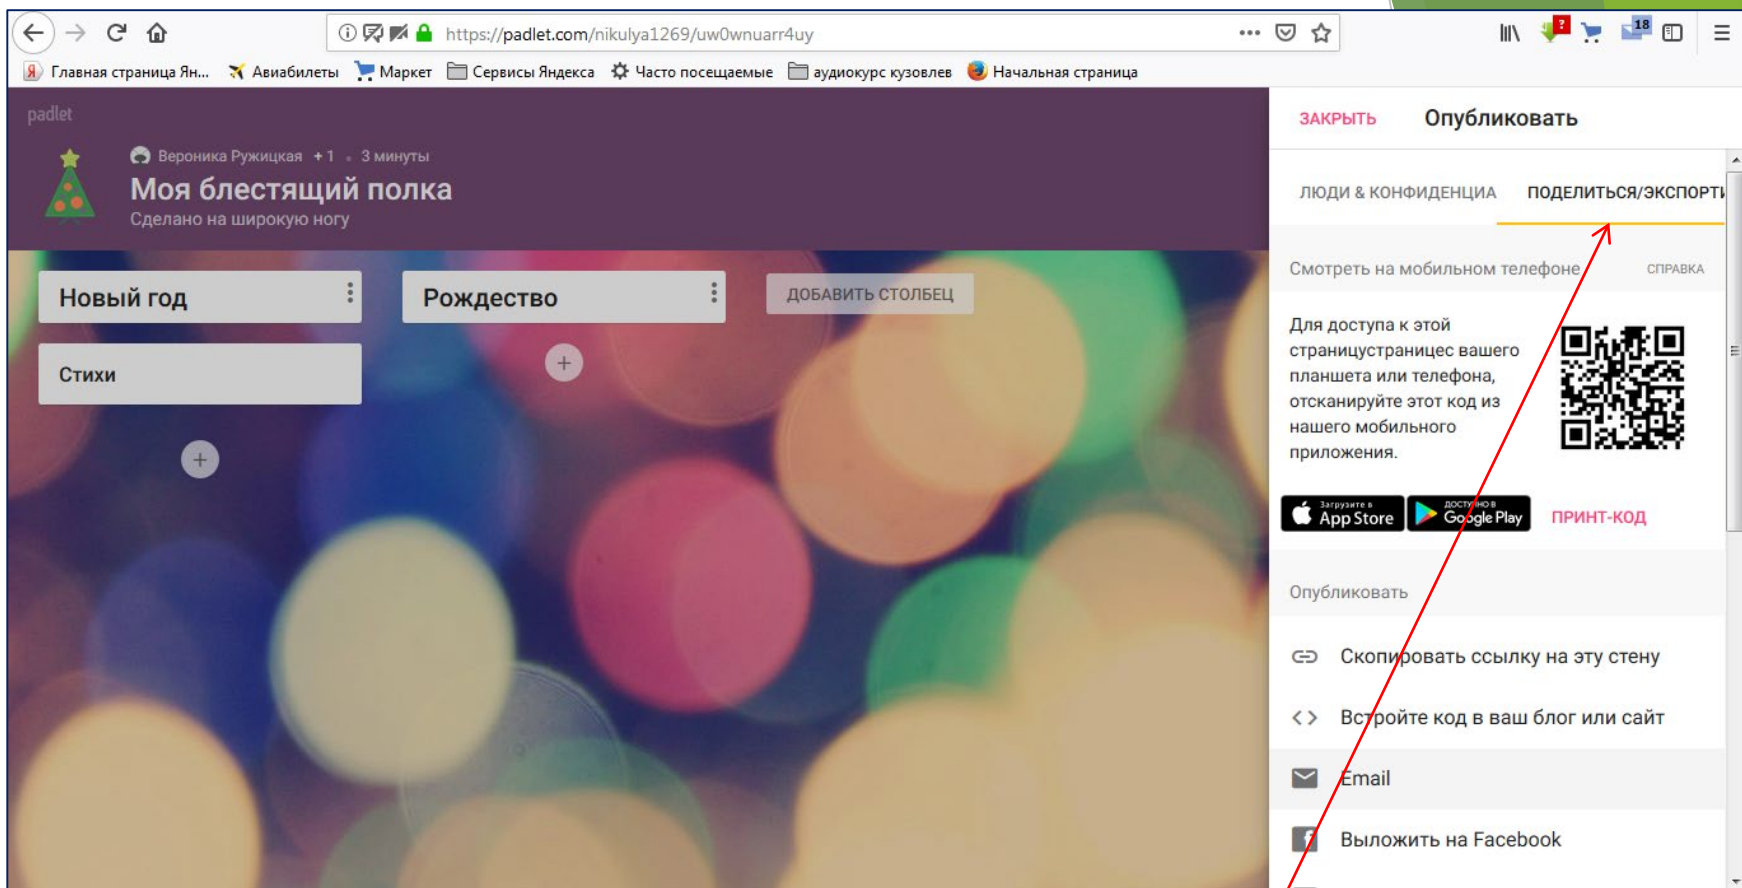 https://padlet.com/nikulya1269/uw0wnuarr4uy
?
18
Главная страница Ян...
Авиабилеты
Маркет
Сервисы Яндекса
Часто посещаемые
аудиокурс кузовлев
Начальная страница
padlet
Вероника Ружицкая +1 • 3 минуты
Моя блестящий полка
Сделано на широкую ногу
Новый год
Рождество
ДОБАВИТЬ СТОЛБЕЦ
Стихи
ЗАКРЫТЬ
Опубликовать
ЛЮДИ & КОНФИДЕНЦИА
ПОДЕЛИТЬСЯ/ЭКСПОРТИ
Смотреть на мобильном телефоне
СПРАВКА
Для доступа к этой
страницустраницес вашего
планшета или телефона,
отсканируйте этот код из
нашего мобильного
приложения.
Загрузите в
App Store
ДОСТУПНО В
Google Play
ПРИНТ-КОД
Опубликовать
Скопировать ссылку на эту стену
Встройте код в ваш блог или сайт
Email
Выложить на Facebook